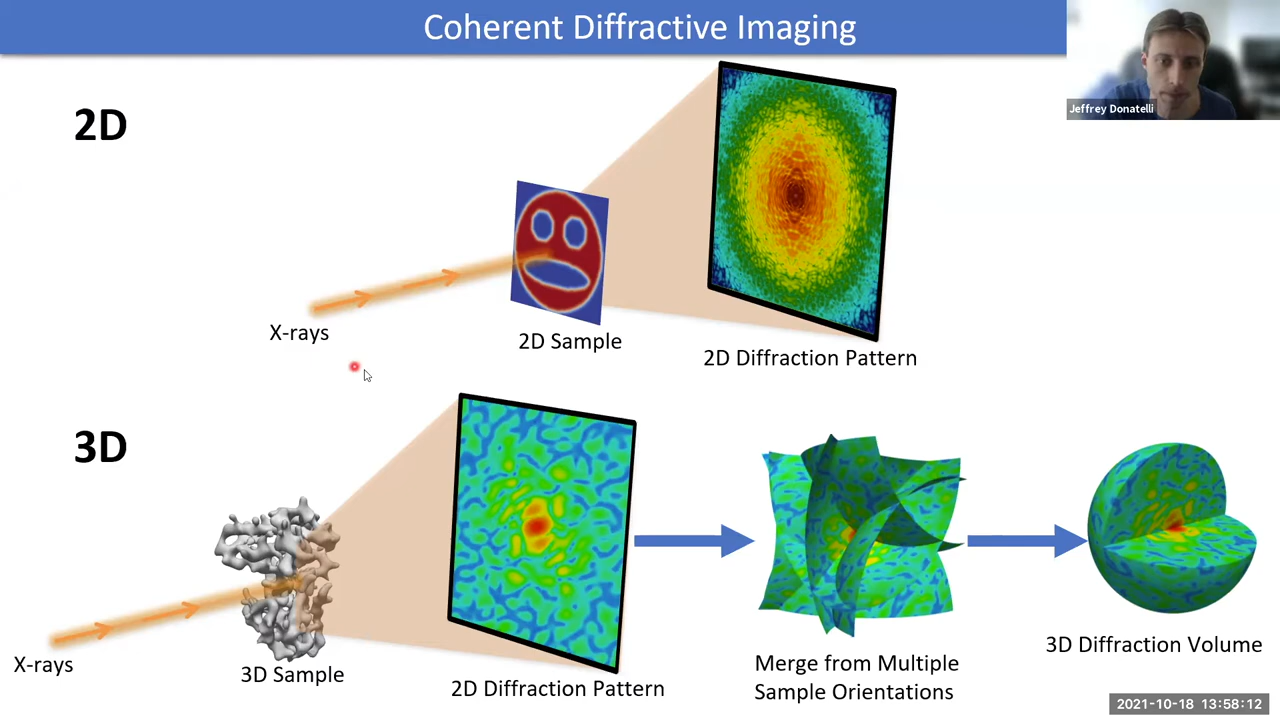 Coherent Diffractive Imaging
Jeffrey Donatelli
2D
X-rays
2D Sample
2D Diffraction Pattern
3D
X-rays
3D Sample
2D Diffraction Pattern
Merge from Multiple
Sample Orientations
3D Diffraction Volume
2021-10-18 13:58:12